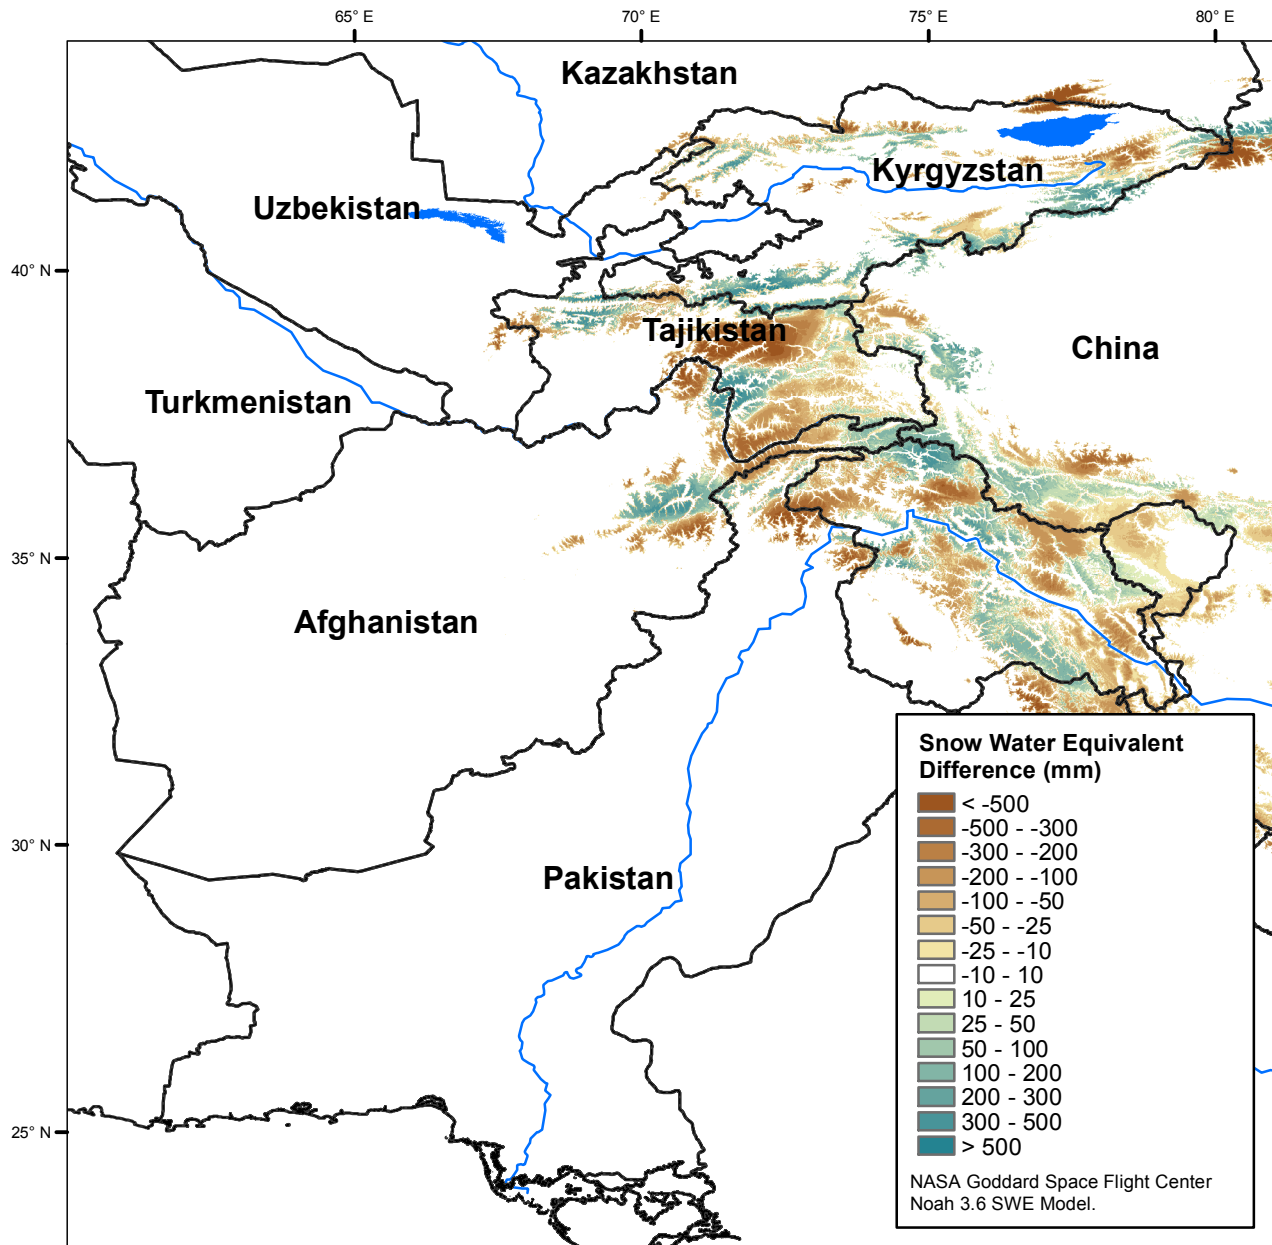 65° E
70° E
75° E
80° E
Kazakhstan
Kyrgyzstan
Uzbekistan
40° N
Tajikistan
China
Turkmenistan
35° N
Afghanistan
30° N
Pakistan
25° N
Snow Water Equivalent
Difference (mm)
< -500
-500 - -300
-300 - -200
-200 - -100
-100 - -50
-50 - -25
-25 - -10
-10 - 10
10 - 25
25 - 50
50 - 100
100 - 200
200 - 300
300 - 500
> 500
NASA Goddard Space Flight Center
Noah 3.6 SWE Model.